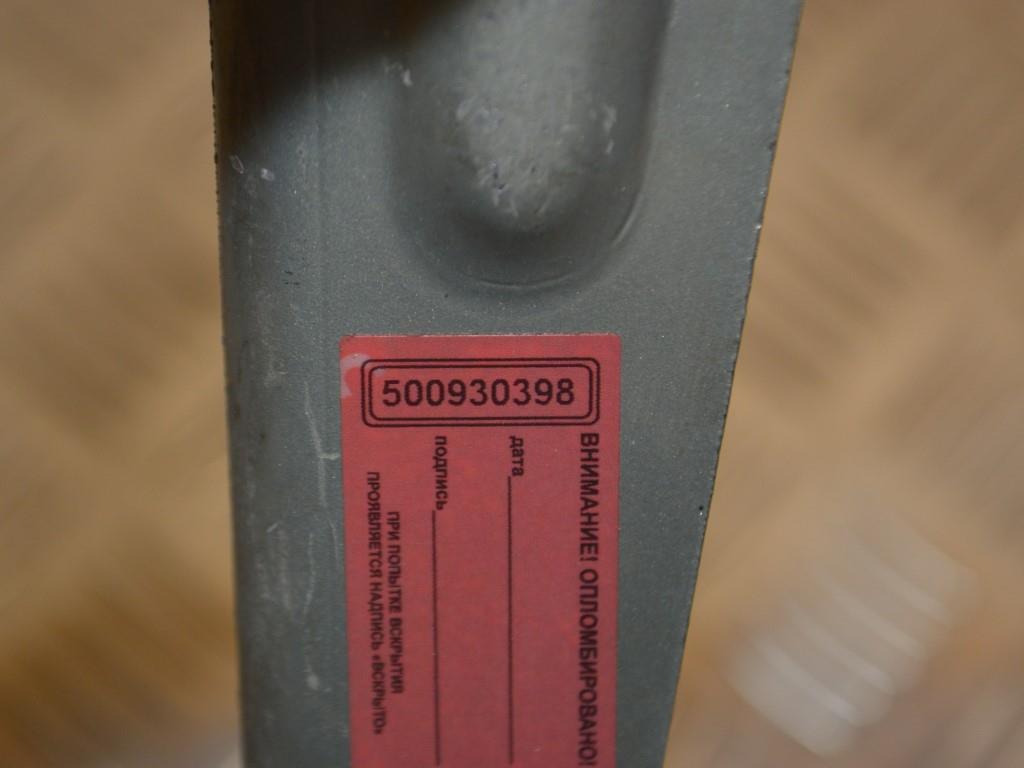 500930398
ВНИМАНИЕ! ОПЛОМБИРОВАНО!
дата
подпись
ПРИ ПОПЫТКЕ ВСКРЫТИЯ
ПРОЯВЛЯЕТСЯ НАДПИСЬ «ВСКРЫТО»